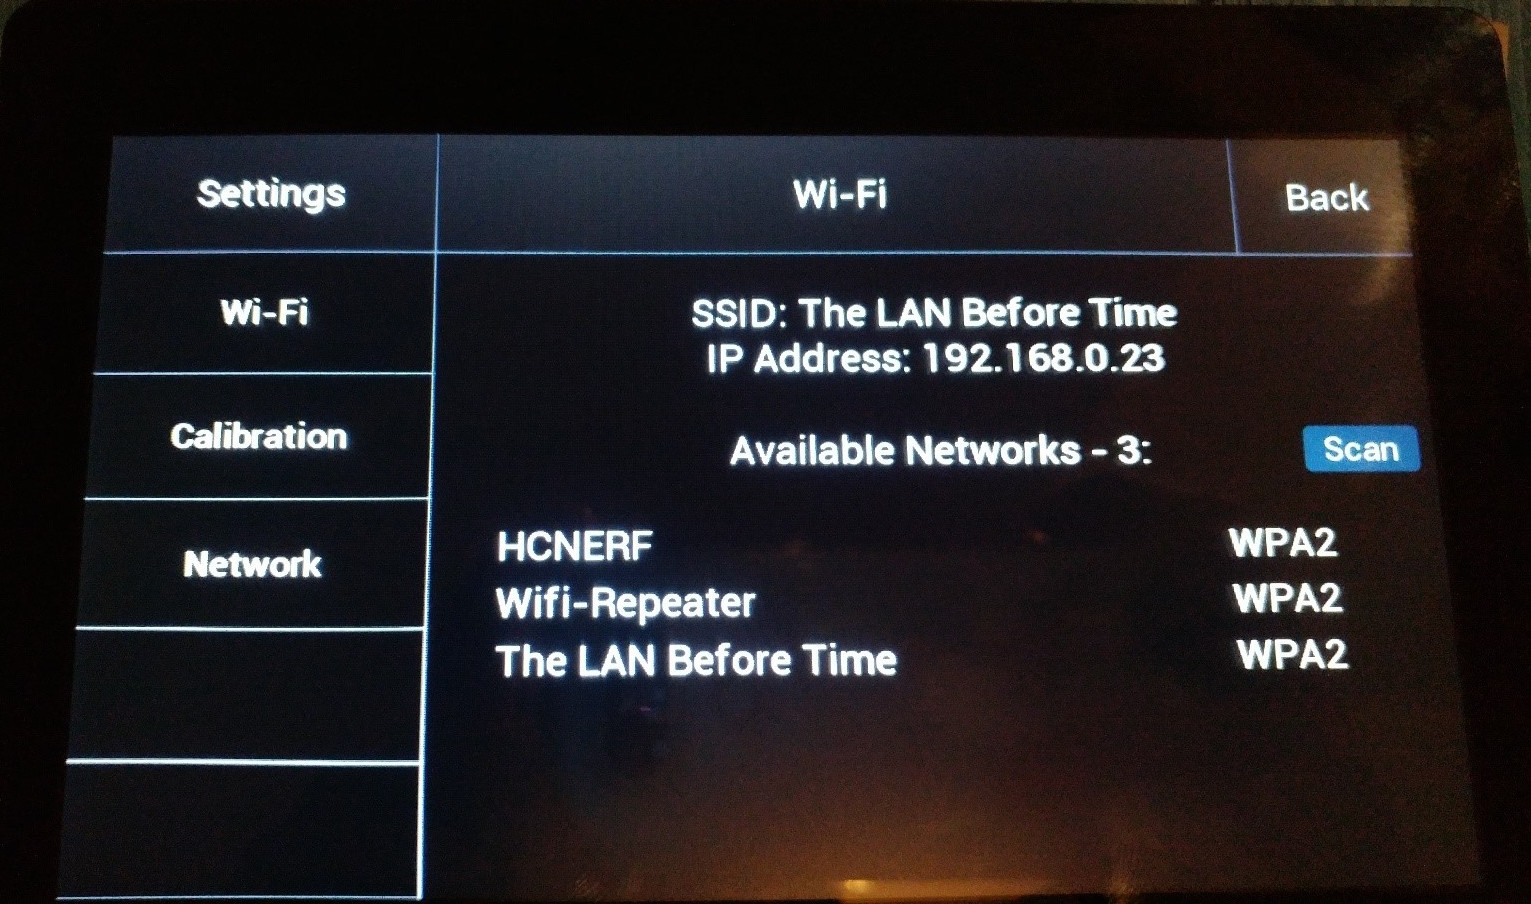 Settings
Wi-Fi
Back
Wi-Fi
Calibration
Network
SSID: The LAN Before Time
IP Address: 192.168.0.23
Available Networks - 3:
Scan
HCNERF WPA2
Wifi-Repeater WPA2
The LAN Before Time WPA2